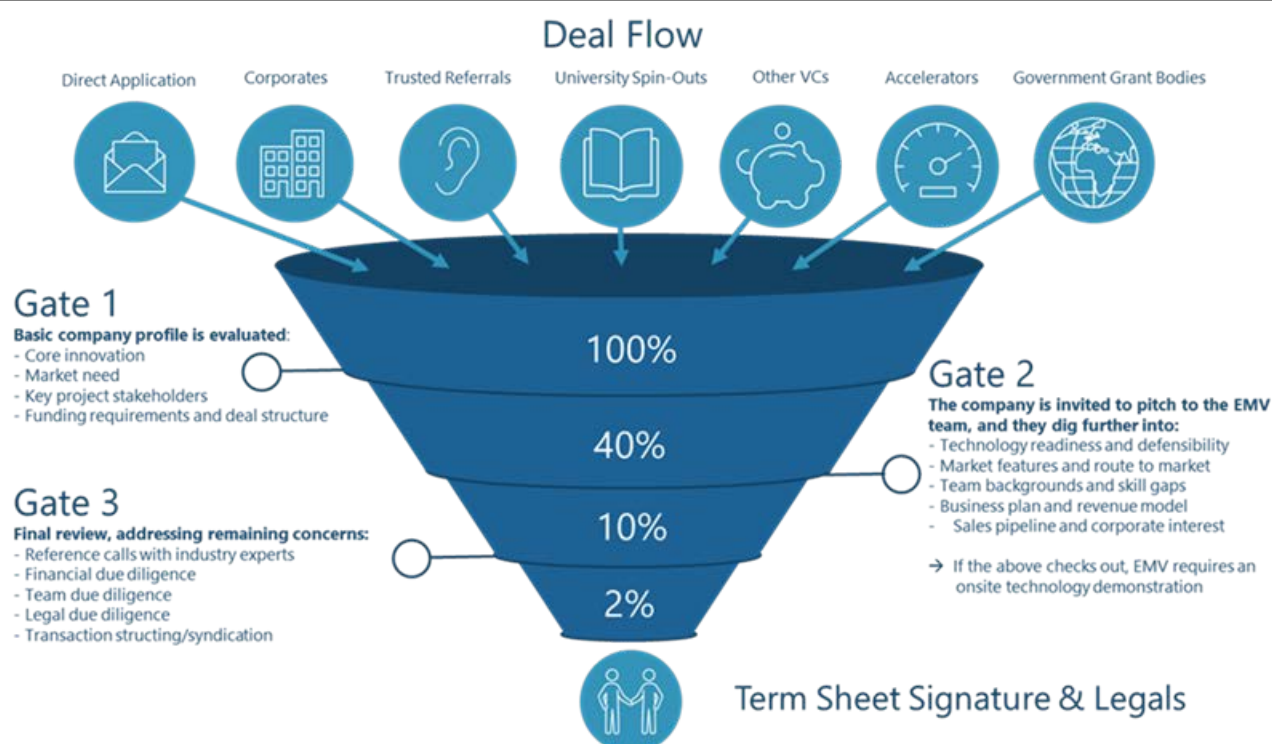 Deal Flow
Direct Application
Corporates
Trusted Referrals
University Spin-Outs
Other VCs
Accelerators
Government Grant Bodies
Gate 1
Basic company profile is evaluated:
- Core innovation
- Market need
- Key project stakeholders
- Funding requirements and deal structure
100%
Gate 2
The company is invited to pitch to the EMV
team, and they dig further into:
- Technology readiness and defensibility
- Market features and route to market
- Team backgrounds and skill gaps
- Business plan and revenue model
- Sales pipeline and corporate interest
→ If the above checks out, EMV requires an
onsite technology demonstration
40%
Gate 3
Final review, addressing remaining concerns:
- Reference calls with industry experts
- Financial due diligence
- Team due diligence
- Legal due diligence
- Transaction structing/syndication
10%
2%
Term Sheet Signature & Legals